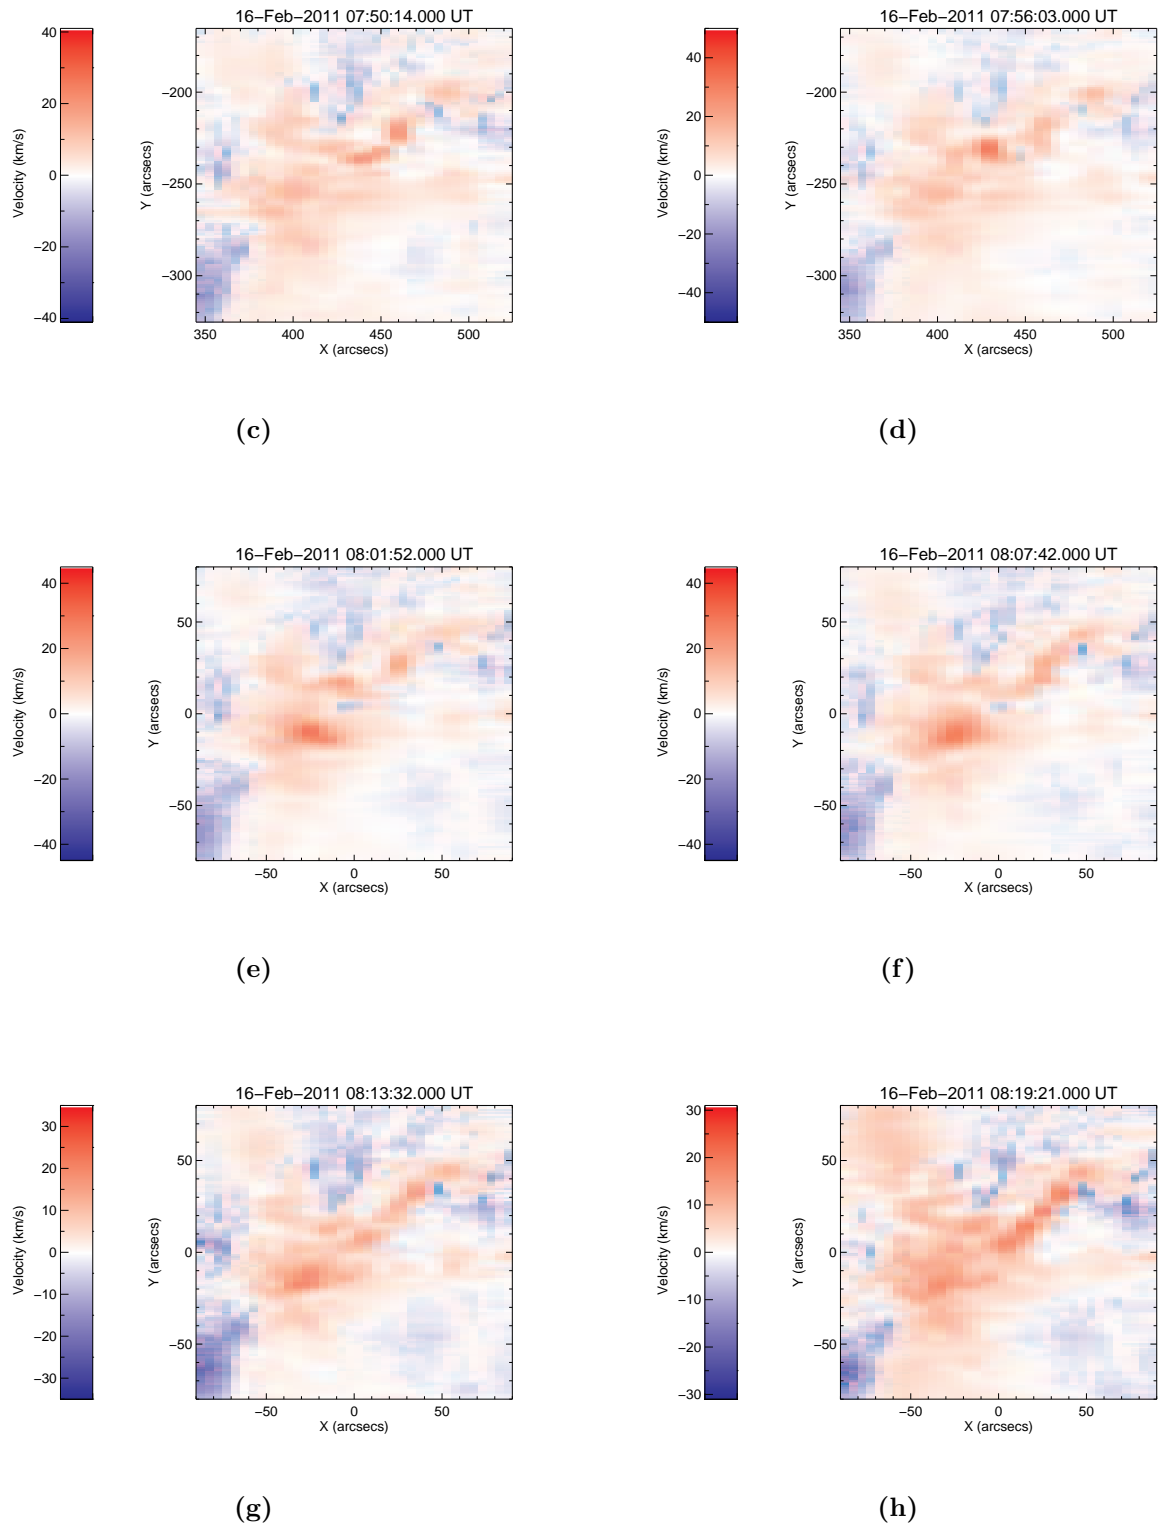 16−Feb−2011 07:50:14.000 UT
40
20
0
−20
−40
Velocity (km/s)
−200
−250
−300
Y (arcsecs)
350 400 450 500
X (arcsecs)
(c)
16−Feb−2011 07:56:03.000 UT
40
20
0
−20
−40
Velocity (km/s)
−200
−250
−300
Y (arcsecs)
350 400 450 500
X (arcsecs)
(d)
16−Feb−2011 08:01:52.000 UT
40
20
0
−20
−40
Velocity (km/s)
50
0
−50
Y (arcsecs)
−50 0 50
X (arcsecs)
(e)
16−Feb−2011 08:07:42.000 UT
40
20
0
−20
−40
Velocity (km/s)
50
0
−50
Y (arcsecs)
−50 0 50
X (arcsecs)
(f)
16−Feb−2011 08:13:32.000 UT
30
20
10
0
−10
−20
−30
Velocity (km/s)
50
0
−50
Y (arcsecs)
−50 0 50
X (arcsecs)
(g)
16−Feb−2011 08:19:21.000 UT
30
20
10
0
−10
−20
−30
Velocity (km/s)
50
0
−50
Y (arcsecs)
−50 0 50
X (arcsecs)
(h)